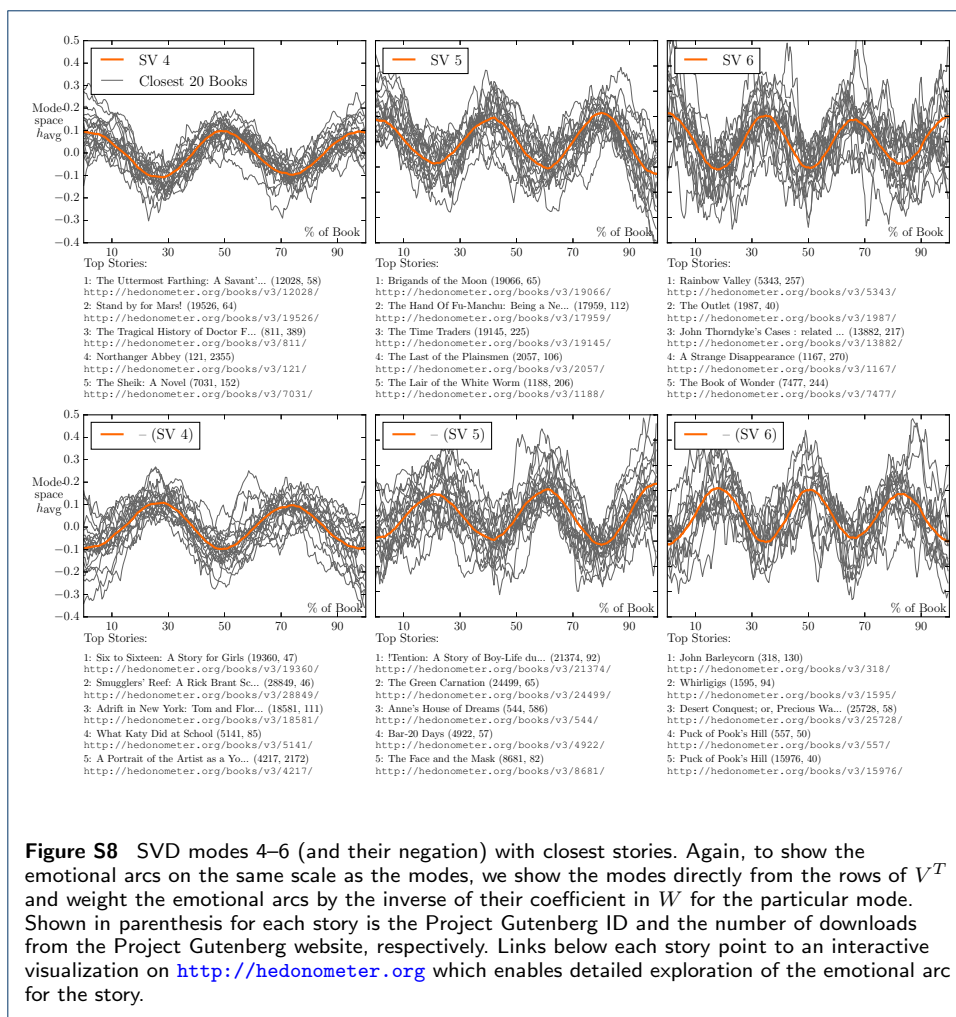 0.5
0.4
0.3
Mode 0.2
space
havg 0.1
0.0
−0.1
−0.2
−0.3
−0.4
SV 4
Closest 20 Books
% of Book
10 30 50 70 90
SV 5
% of Book
10 30 50 70 90
SV 6
% of Book
10 30 50 70 90
Top Stories:
1: The Uttermost Farthing: A Savant'... (12028, 58)
http://hedonometer.org/books/v3/12028/
2: Stand by for Mars! (19526, 64)
http://hedonometer.org/books/v3/19526/
3: The Tragical History of Doctor F... (811, 389)
http://hedonometer.org/books/v3/811/
4: Northanger Abbey (121, 2355)
http://hedonometer.org/books/v3/121/
5: The Sheik: A Novel (7031, 152)
http://hedonometer.org/books/v3/7031/
Top Stories:
1: Brigands of the Moon (19066, 65)
http://hedonometer.org/books/v3/19066/
2: The Hand Of Fu-Manchu: Being a Ne... (17959, 112)
http://hedonometer.org/books/v3/17959/
3: The Time Traders (19145, 225)
http://hedonometer.org/books/v3/19145/
4: The Last of the Plainsmen (2057, 106)
http://hedonometer.org/books/v3/2057/
5: The Lair of the White Worm (1188, 206)
http://hedonometer.org/books/v3/1188/
Top Stories:
1: Rainbow Valley (5343, 257)
http://hedonometer.org/books/v3/5343/
2: The Outlet (1987, 40)
http://hedonometer.org/books/v3/1987/
3: John Thorndyke's Cases : related ... (13882, 217)
http://hedonometer.org/books/v3/13882/
4: A Strange Disappearance (1167, 270)
http://hedonometer.org/books/v3/1167/
5: The Book of Wonder (7477, 244)
http://hedonometer.org/books/v3/7477/
0.5
0.4
0.3
Mode 0.2
space
havg 0.1
0.0
−0.1
−0.2
−0.3
−0.4
– (SV 4)
% of Book
10 30 50 70 90
– (SV 5)
% of Book
10 30 50 70 90
– (SV 6)
% of Book
10 30 50 70 90
Top Stories:
1: Six to Sixteen: A Story for Girls (19360, 47)
http://hedonometer.org/books/v3/19360/
2: Smugglers' Reef: A Rick Brant Sc... (28849, 46)
http://hedonometer.org/books/v3/28849/
3: Adrift in New York: Tom and Flor... (18581, 111)
http://hedonometer.org/books/v3/18581/
4: What Katy Did at School (5141, 85)
http://hedonometer.org/books/v3/5141/
5: A Portrait of the Artist as a Yo... (4217, 2172)
http://hedonometer.org/books/v3/4217/
Top Stories:
1: !Tention: A Story of Boy-Life du... (21374, 92)
http://hedonometer.org/books/v3/21374/
2: The Green Carnation (24499, 65)
http://hedonometer.org/books/v3/24499/
3: Anne's House of Dreams (544, 586)
http://hedonometer.org/books/v3/544/
4: Bar-20 Days (4922, 57)
http://hedonometer.org/books/v3/4922/
5: The Face and the Mask (8681, 82)
http://hedonometer.org/books/v3/8681/
Top Stories:
1: John Barleycorn (318, 130)
http://hedonometer.org/books/v3/318/
2: Whirligigs (1595, 94)
http://hedonometer.org/books/v3/1595/
3: Desert Conquest; or, Precious Wa... (25728, 58)
http://hedonometer.org/books/v3/25728/
4: Puck of Pook's Hill (557, 50)
http://hedonometer.org/books/v3/557/
5: Puck of Pook's Hill (15976, 40)
http://hedonometer.org/books/v3/15976/
Figure S8 SVD modes 4–6 (and their negation) with closest stories. Again, to show the
emotional arcs on the same scale as the modes, we show the modes directly from the rows of V^T
and weight the emotional arcs by the inverse of their coefficient in W for the particular mode.
Shown in parenthesis for each story is the Project Gutenberg ID and the number of downloads
from the Project Gutenberg website, respectively. Links below each story point to an interactive
visualization on http://hedonometer.org which enables detailed exploration of the emotional arc
for the story.